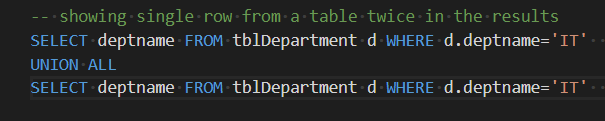 -- showing single row from a table twice in the results
SELECT deptname FROM tblDepartment d WHERE d.deptname='IT'
UNION ALL
SELECT deptname FROM tblDepartment d WHERE d.deptname='IT'